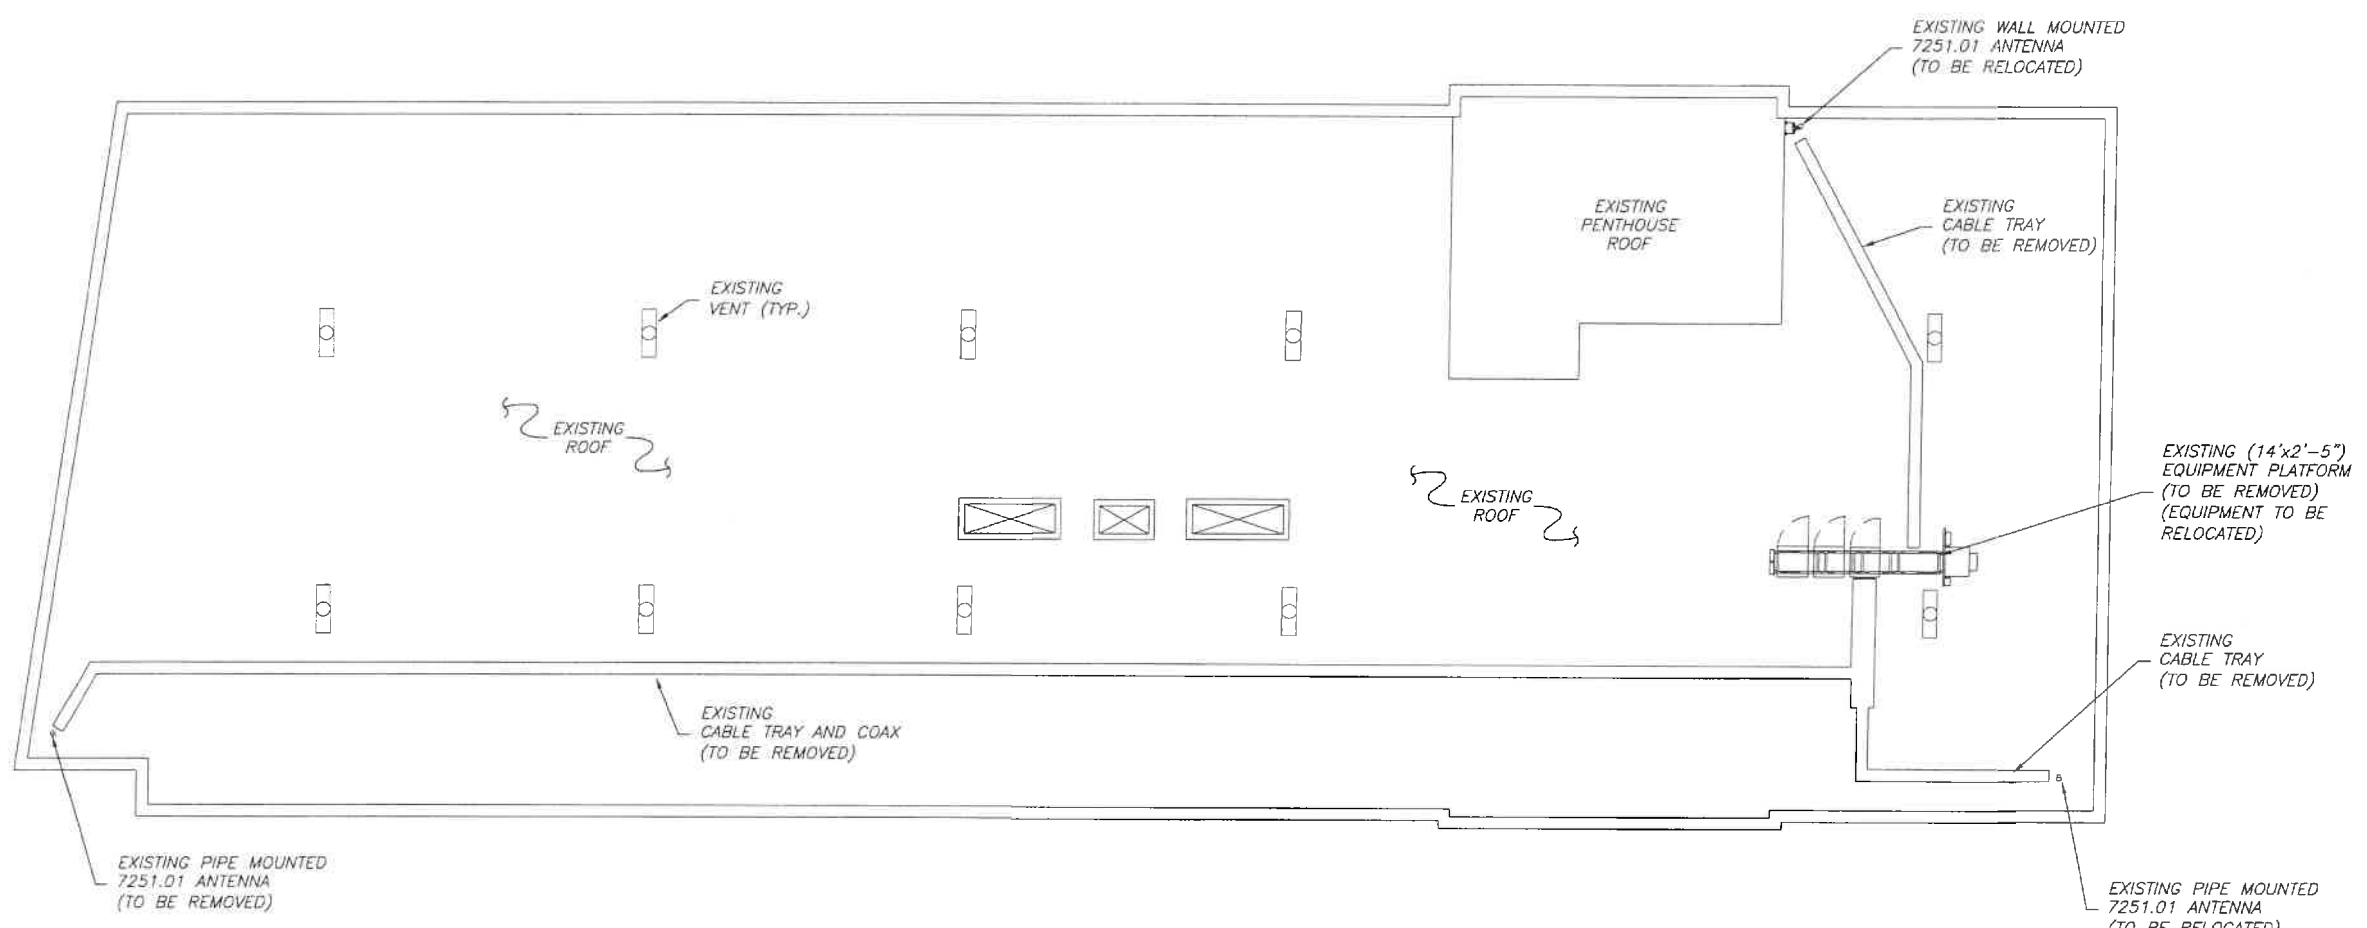 EXISTING WALL MOUNTED
7251.01 ANTENNA
(TO BE RELOCATED)
EXISTING
PENTHOUSE
ROOF
EXISTING
CABLE TRAY
(TO BE REMOVED)
EXISTING
VENT (TYP.)
EXISTING
ROOF
EXISTING (14'x2'-5")
EQUIPMENT PLATFORM
(TO BE REMOVED)
(EQUIPMENT TO BE
RELOCATED)
EXISTING
ROOF
EXISTING
CABLE TRAY
(TO BE REMOVED)
EXISTING
CABLE TRAY AND COAX
(TO BE REMOVED)
EXISTING PIPE MOUNTED
7251.01 ANTENNA
(TO BE REMOVED)
EXISTING PIPE MOUNTED
7251.01 ANTENNA
(TO BE RELOCATED)